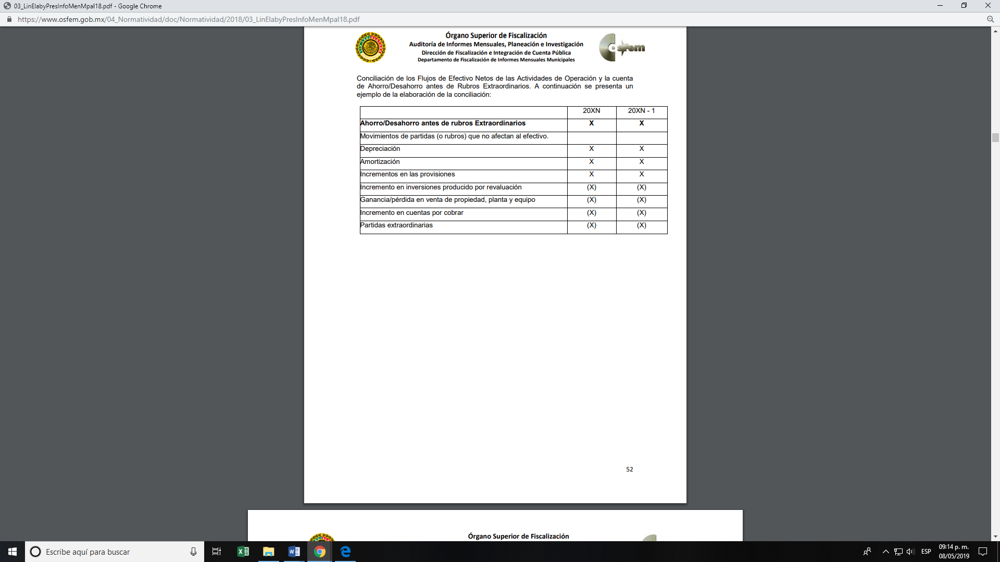 03_LinElabyPresInfoMenMpal18.pdf - Google Chrome
https://www.osfem.gob.mx/04_Normatividad/doc/Normatividad/2018/03_LinElabyPresInfoMenMpal18.pdf
Órgano Superior de Fiscalización
Auditoría de Informes Mensuales, Planeación e Investigación
Dirección de Fiscalización e Integración de Cuenta Pública
Departamento de Fiscalización de Informes Mensuales Municipales
osfem
Conciliación de los Flujos de Efectivo Netos de las Actividades de Operación y la cuenta
de Ahorro/Desahorro antes de Rubros Extraordinarios. A continuación se presenta un
ejemplo de la elaboración de la conciliación:
20XN 20XN - 1
Ahorro/Desahorro antes de rubros Extraordinarios X X
Movimientos de partidas (o rubros) que no afectan al efectivo.
Depreciación X X
Amortización X X
Incrementos en las provisiones X X
Incremento en inversiones producido por revaluación (X) (X)
Ganancia/pérdida en venta de propiedad, planta y equipo (X) (X)
Incremento en cuentas por cobrar (X) (X)
Partidas extraordinarias (X) (X)
52
Órgano Superior de Fiscalización
Escribe aquí para buscar
ESP
09:14 p. m.
08/05/2019